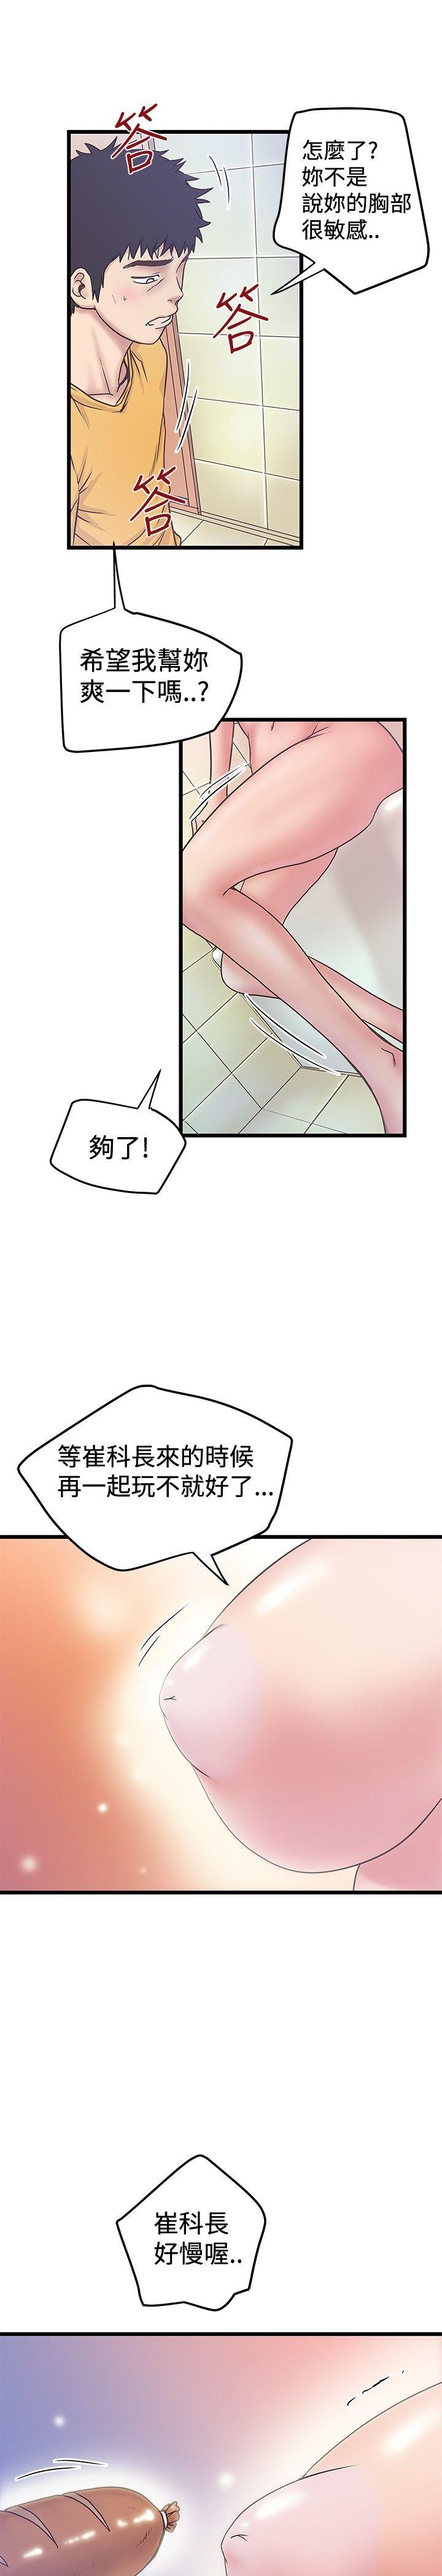 答
怎麼了?
妳不是
說妳的胸部
很敏感..
答
答
希望我幫妳
爽一下嗎..?
夠了!
等崔科長來的時候
再一起玩不就好了...
崔科長
好慢喔..